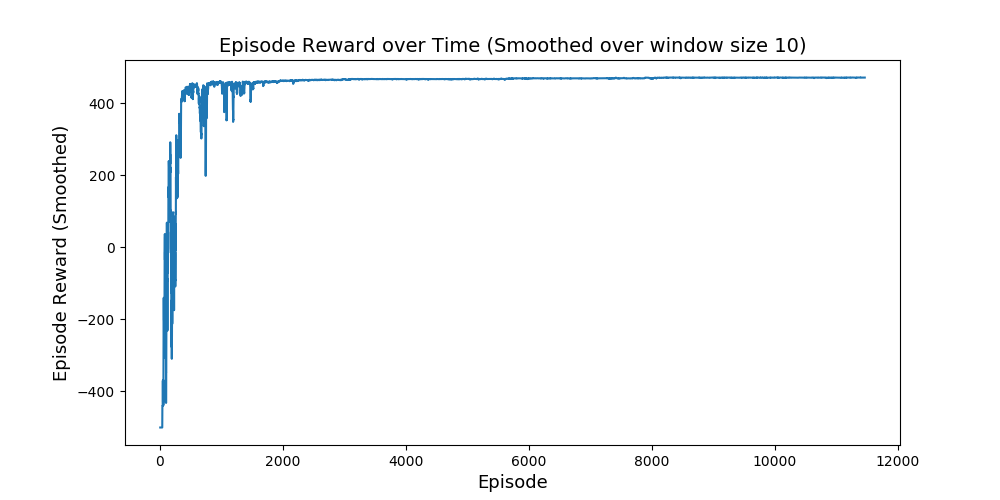 Episode Reward over Time (Smoothed over window size 10)
Episode Reward (Smoothed)
400
200
0
−200
−400
0 2000 4000 6000 8000 10000 12000
Episode